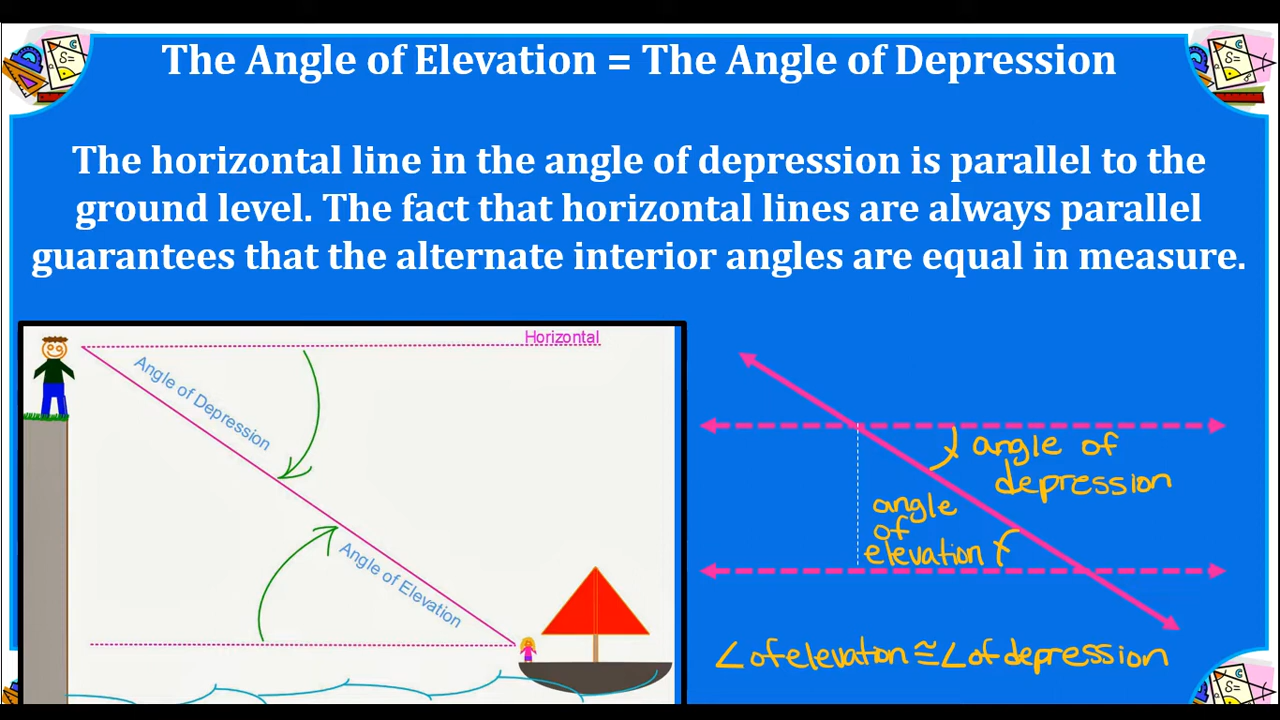 The Angle of Elevation = The Angle of Depression
The horizontal line in the angle of depression is parallel to the
ground level. The fact that horizontal lines are always parallel
guarantees that the alternate interior angles are equal in measure.
Horizontal
Angle of Depression
Angle of Elevation
angle of
depression
angle
of
elevation
∠ of elevation ≅ ∠ of depression